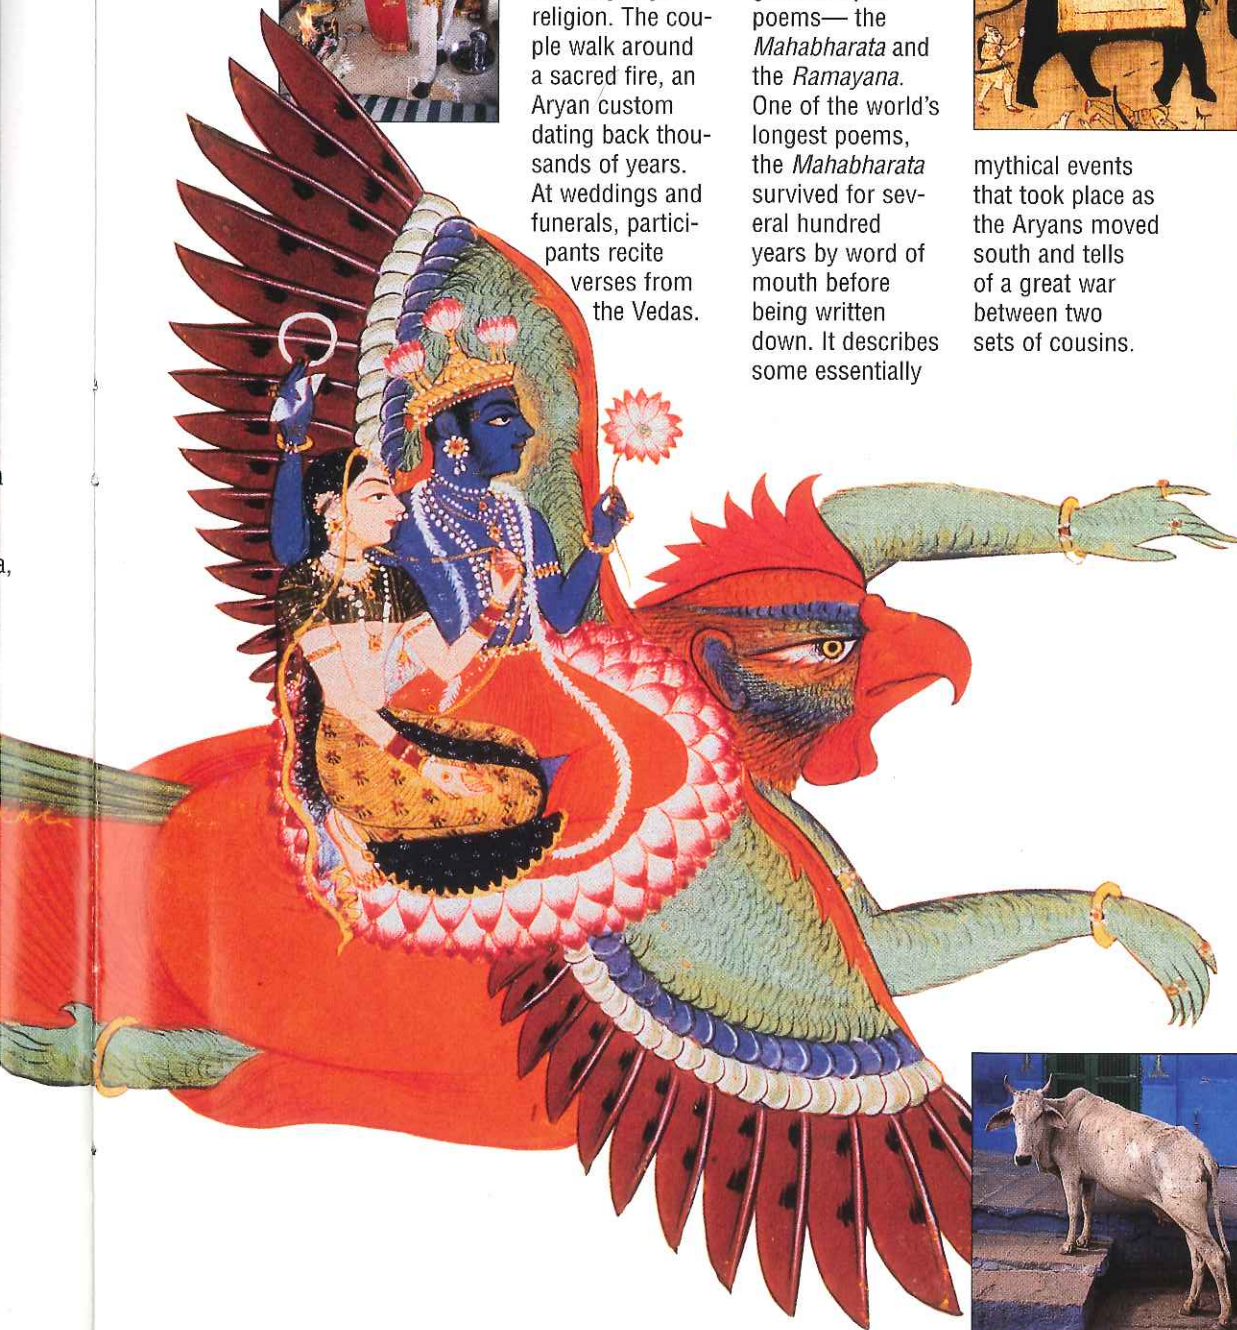 religion. The cou-
ple walk around
a sacred fire, an
Aryan custom
dating back thou-
sands of years.
At weddings and
funerals, partici-
pants recite
verses from
the Vedas.
poems— the
Mahabharata and
the Ramayana.
One of the world's
longest poems,
the Mahabharata
survived for sev-
eral hundred
years by word of
mouth before
being written
down. It describes
some essentially
mythical events
that took place as
the Aryans moved
south and tells
of a great war
between two
sets of cousins.